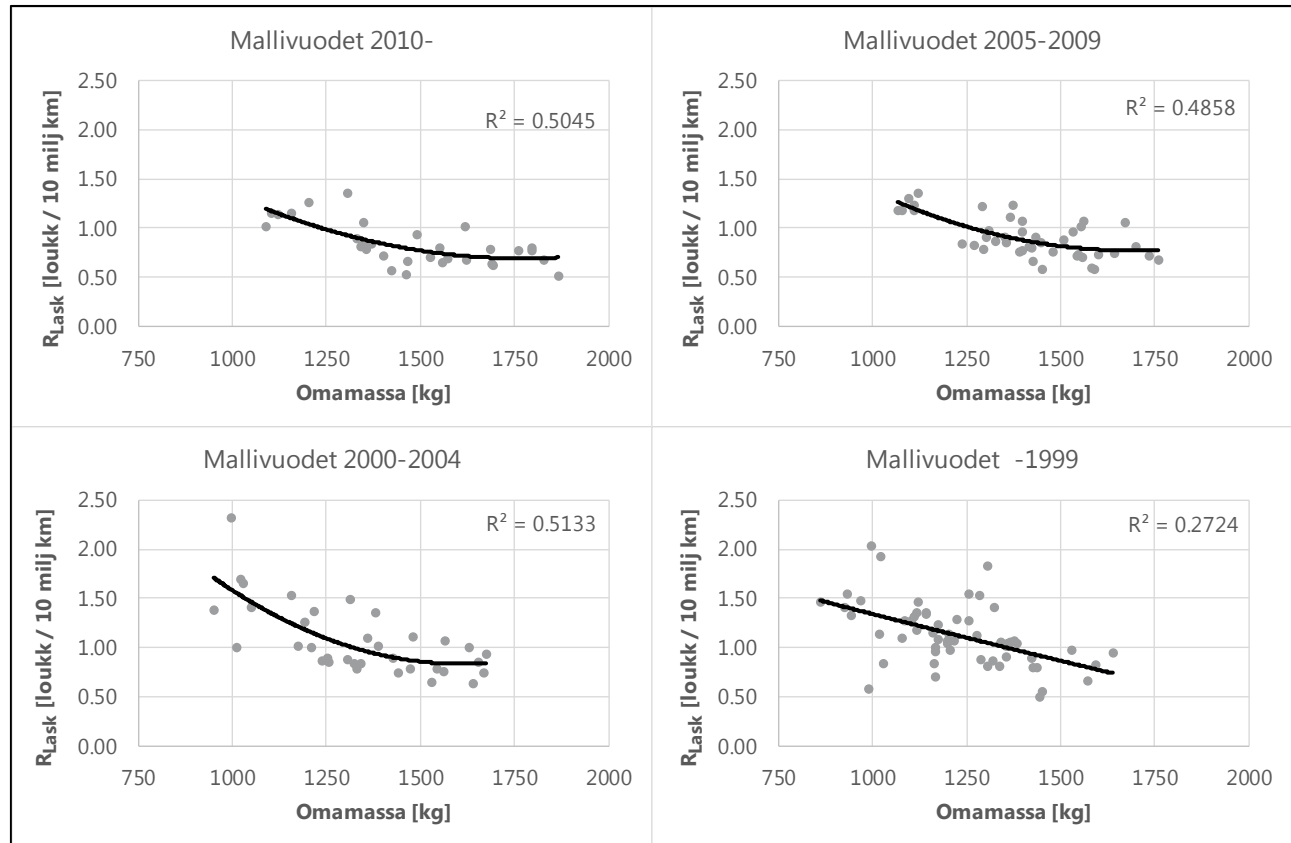 Mallivuodet 2010-
2.50
2.00
1.50
1.00
0.50
0.00
R² = 0.5045
R_Lask [loukk / 10 milj km]
750 1000 1250 1500 1750 2000
Omamassa [kg]
Mallivuodet 2005-2009
2.50
2.00
1.50
1.00
0.50
0.00
R² = 0.4858
R_Lask [loukk / 10 milj km]
750 1000 1250 1500 1750 2000
Omamassa [kg]
Mallivuodet 2000-2004
2.50
2.00
1.50
1.00
0.50
0.00
R² = 0.5133
R_Lask [loukk / 10 milj km]
750 1000 1250 1500 1750 2000
Omamassa [kg]
Mallivuodet -1999
2.50
2.00
1.50
1.00
0.50
0.00
R² = 0.2724
R_Lask [loukk / 10 milj km]
750 1000 1250 1500 1750 2000
Omamassa [kg]